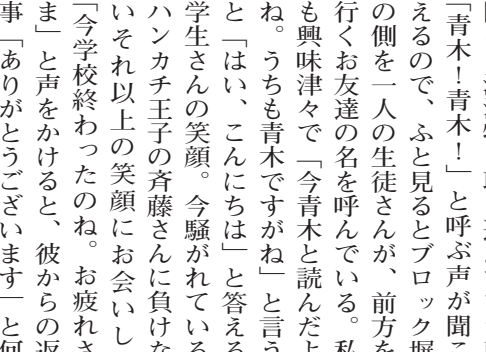 「青木！青木！」と呼ぶ声が聞こ
えるので、ふと見るとブロック塀
の側を一人の生徒さんが、前方を
行くお友達の名を呼んでいる。私
も興味津々で「今青木と読んだよ
ね。うちも青木ですがね」と言う
と「はい、こんにちは」と答える
学生さんの笑顔。今騒がれている
ハンカチ王子の斉藤さんに負けな
いそれ以上の笑顔にお会いし
「今学校終わったのね。お疲れさ
ま」と声をかけると、彼からの返
事「ありがとうございます」と何